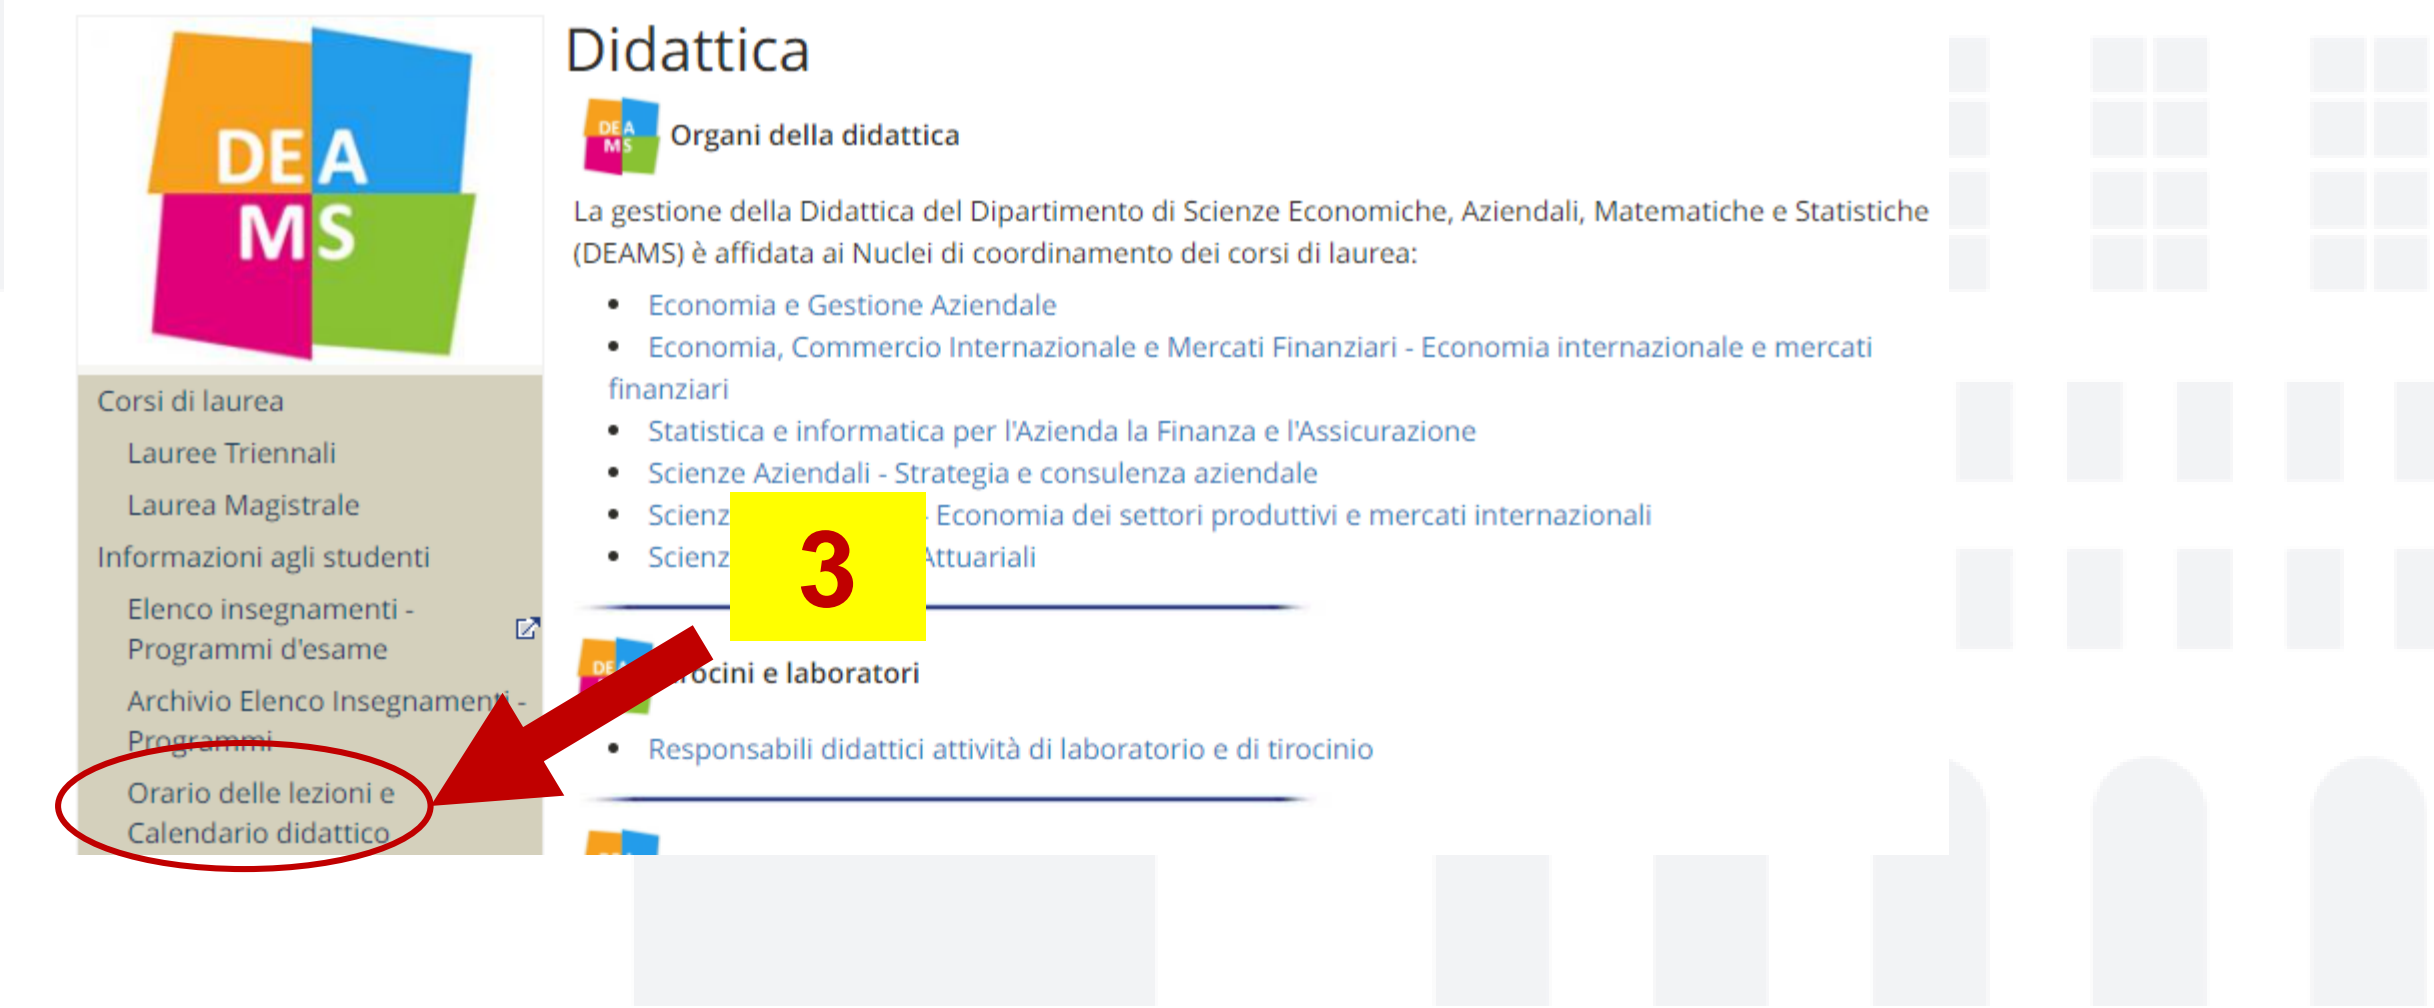 DEA
MS
Corsi di laurea
Lauree Triennali
Laurea Magistrale
Informazioni agli studenti
Elenco insegnamenti -
Programmi d'esame
Archivio Elenco Insegnamenti -
Programmi
Orario delle lezioni e
Calendario didattico
Didattica
DEA
MS
Organi della didattica
La gestione della Didattica del Dipartimento di Scienze Economiche, Aziendali, Matematiche e Statistiche
(DEAMS) è affidata ai Nuclei di coordinamento dei corsi di laurea:
• Economia e Gestione Aziendale
• Economia, Commercio Internazionale e Mercati Finanziari - Economia internazionale e mercati
finanziari
• Statistica e informatica per l'Azienda la Finanza e l'Assicurazione
• Scienze Aziendali - Strategia e consulenza aziendale
• - Economia dei settori produttivi e mercati internazionali
• Attuariali
3
e laboratori
• Responsabili didattici attività di laboratorio e di tirocinio